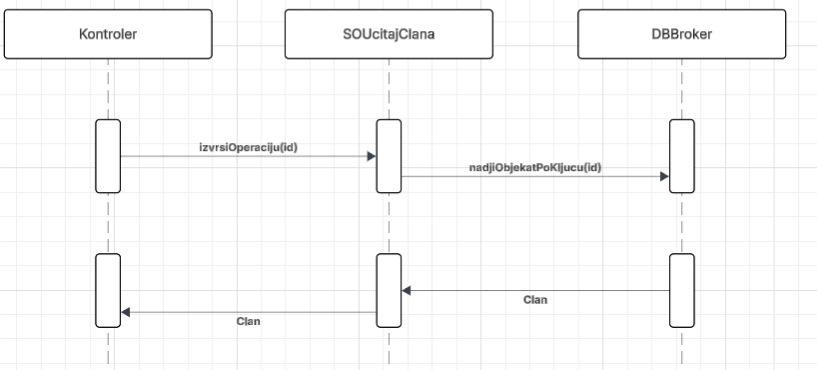 Kontroler
SOUcitajClana
DBBroker
izvrsiOperaciju(id)
nadjiObjekatPoKljucu(id)
Clan
Clan